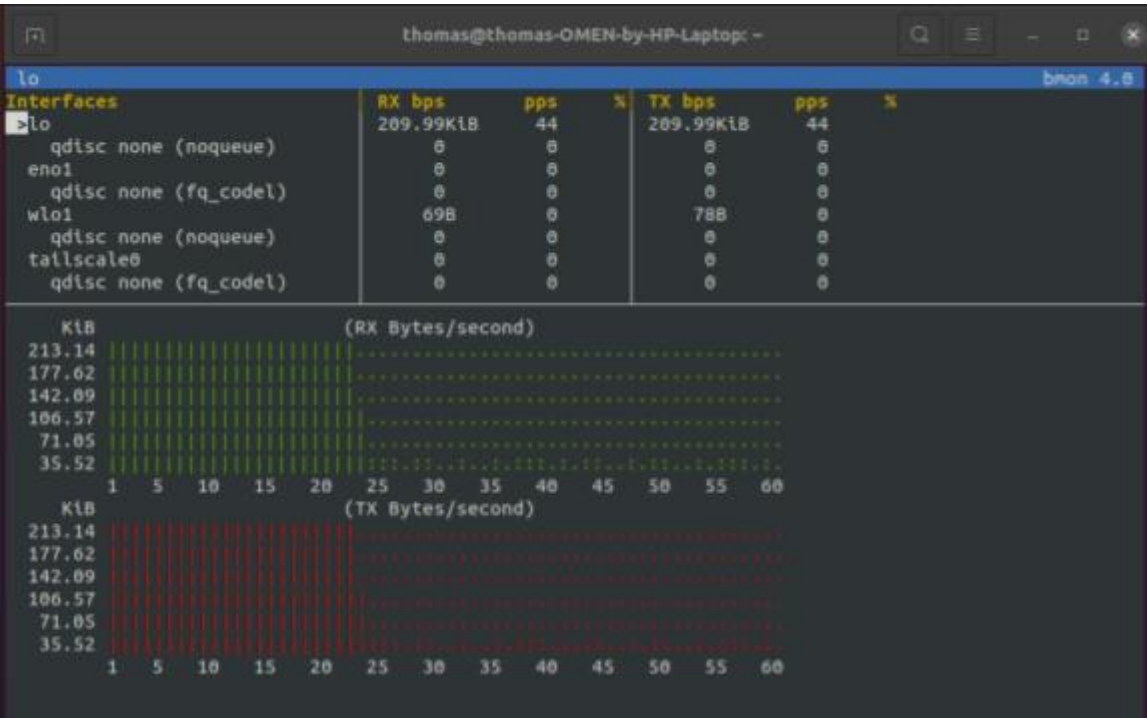 thomas@thomas-OMEN-by-HP-Laptop: ~
lo bmon 4.0
Interfaces RX bps pps % TX bps pps %
>lo 209.99KiB 44 209.99KiB 44
qdisc none (noqueue) 0 0 0 0
eno1 0 0 0 0
qdisc none (fq_codel) 0 0 0 0
wlo1 69B 0 78B 0
qdisc none (noqueue) 0 0 0 0
tailscale0 0 0 0 0
qdisc none (fq_codel) 0 0 0 0
KiB (RX Bytes/second)
213.14
177.62
142.09
106.57
71.05
35.52
1 5 10 15 20 25 30 35 40 45 50 55 60
KiB (TX Bytes/second)
213.14
177.62
142.09
106.57
71.05
35.52
1 5 10 15 20 25 30 35 40 45 50 55 60